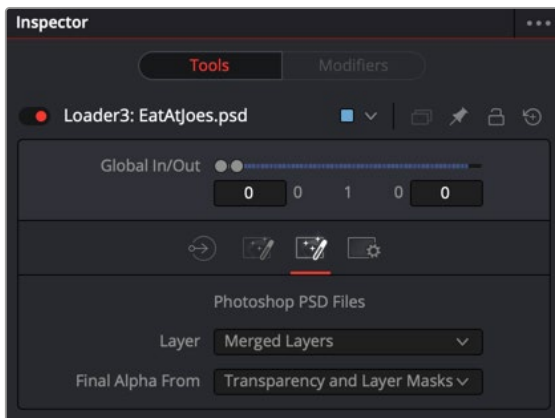 Inspector
Tools Modifiers
Loader3: EatAtJoes.psd
Global In/Out
0 0 1 0 0
Photoshop PSD Files
Layer Merged Layers
Final Alpha From Transparency and Layer Masks